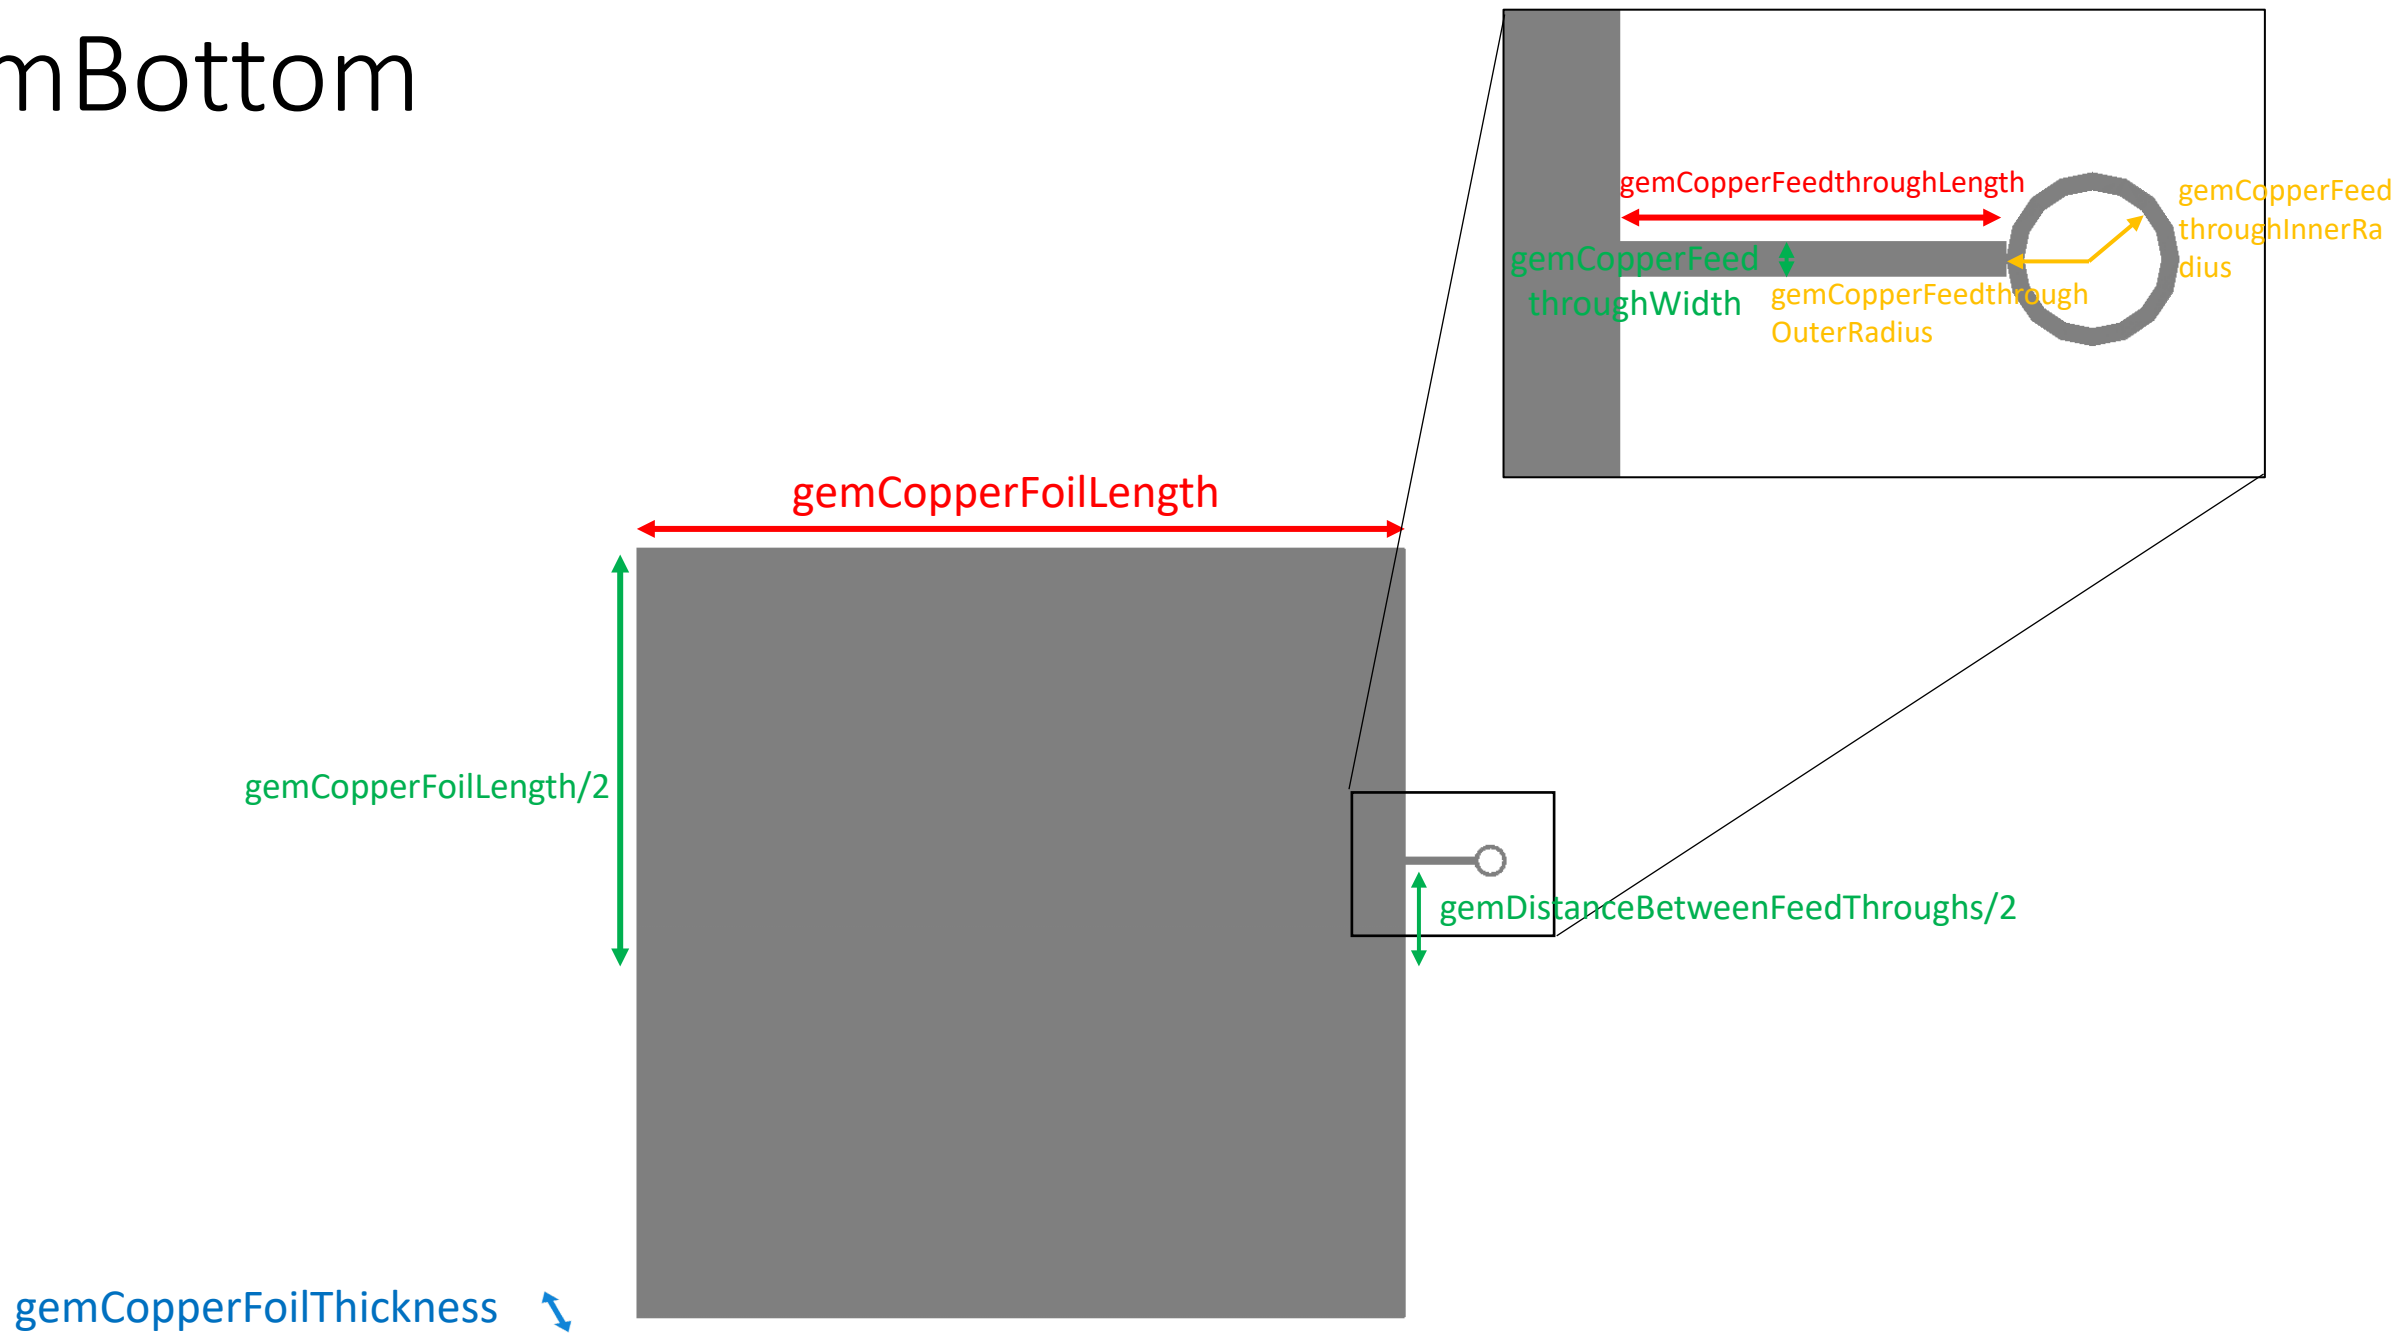 mBottom
gemCopperFeedthroughLength
gemCopperFeed
throughInnerRa
dius
gemCopperFeed
throughWidth
gemCopperFeedthrough
OuterRadius
gemCopperFoilLength
gemCopperFoilLength/2
gemDistanceBetweenFeedThroughs/2
gemCopperFoilThickness